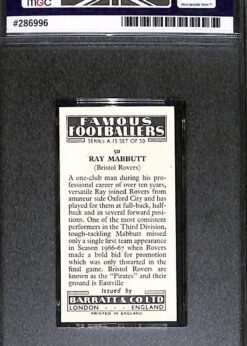 MGC
#286996
FAMOUS
FOOTBALLERS
SERIES A.15 SET OF 50
50
RAY MABBUTT
(Bristol Rovers)
A one-club man during his pro-
fessional career of over ten years,
versatile Ray joined Rovers from
amateur side Oxford City and has
played for them at full-back, half-
back and in several forward posi-
tions. One of the most consistent
performers in the Third Division,
tough-tackling Mabbutt missed
only a single first team appearance
in Season 1966-67 when Rovers
made a bold bid for promotion
which was only thwarted in the
final game. Bristol Rovers are
known as the "Pirates" and their
ground is Eastville
Issued by
BARRATT & CO LTD
LONDON - - - ENGLAND
PRINTED IN ENGLAND